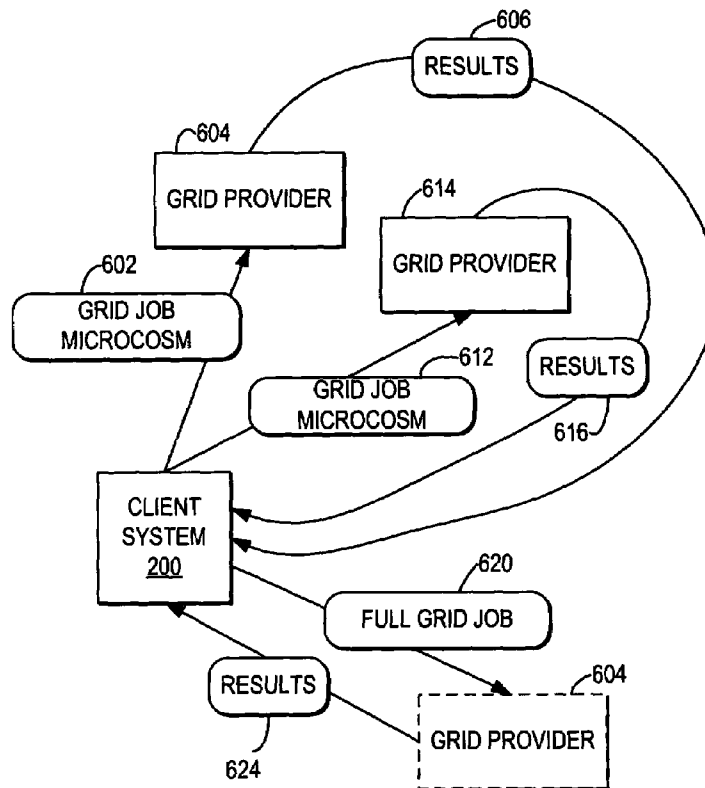 606
RESULTS
604
GRID PROVIDER
614
GRID PROVIDER
602
GRID JOB
MICROCOSM
612
GRID JOB
MICROCOSM
RESULTS
616
CLIENT
SYSTEM
200
620
FULL GRID JOB
RESULTS
624
604
GRID PROVIDER